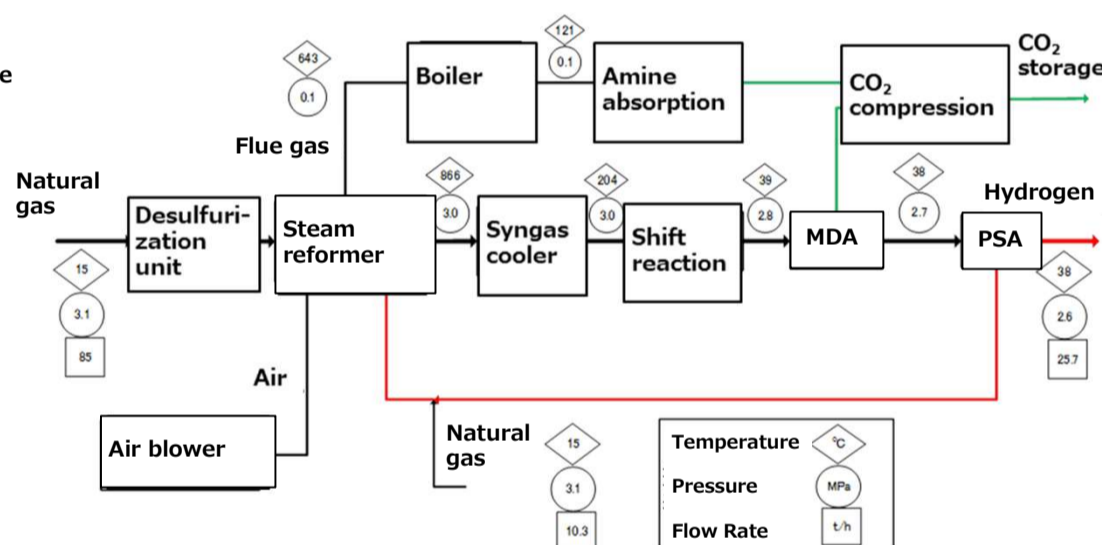 e
643
0.1
Flue gas
Boiler
121
0.1
Amine
absorption
CO₂
compression
CO₂
storage
Natural
gas
15
3.1
85
Desulfuri-
zation
unit
Steam
reformer
866
3.0
Syngas
cooler
204
3.0
Shift
reaction
39
2.8
MDA
38
2.7
PSA
Hydrogen
38
2.6
25.7
Air
Air blower
Natural
gas
15
3.1
10.3
Temperature °C
Pressure MPa
Flow Rate t/h